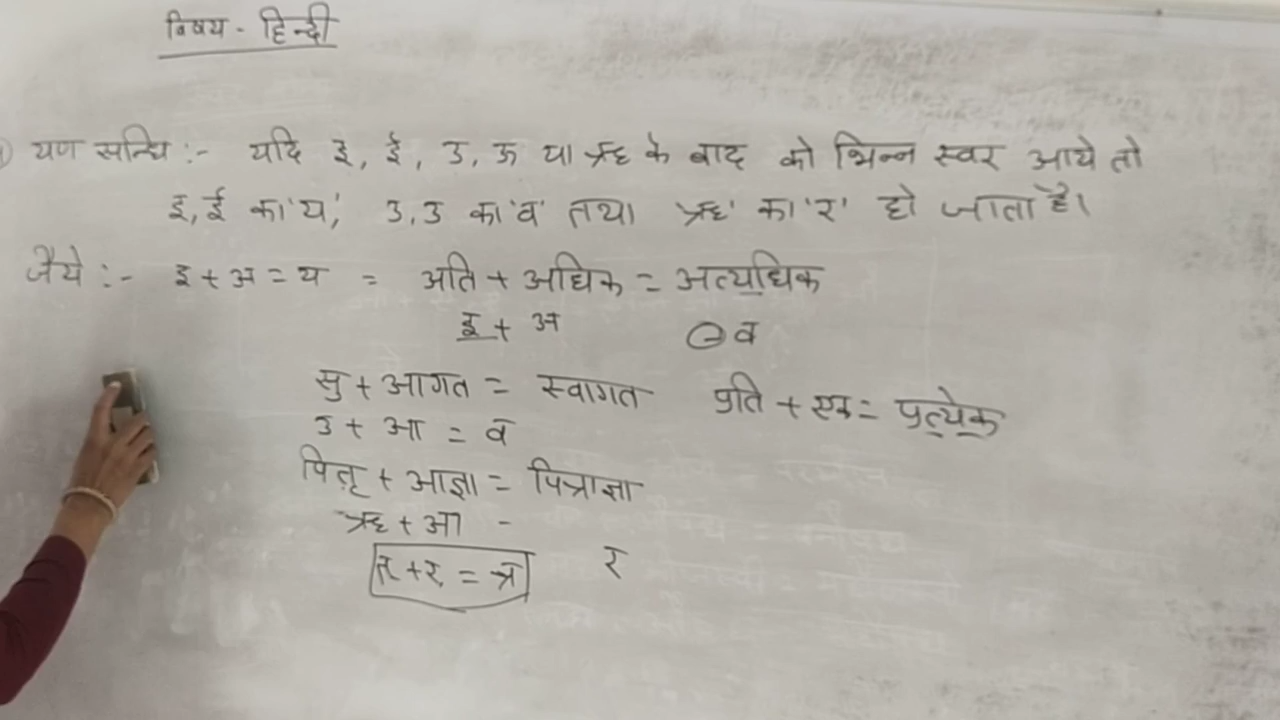 विषय - हिन्दी
यण सन्धि :- यदि इ, ई, उ, ऊ या ऋ के बाद को भिन्न स्वर आये तो
इ, ई का 'य', उ, उ का 'व' तथा ऋ' का 'र' हो जाता है।
जैये :- इ + अ = य = अति + अधिक = अत्यधिक
इ + अ व
सु + आगत = स्वागत प्रति + एक = प्रत्येक
उ + आ = व
पितृ + आज्ञा = पित्राज्ञा
ऋ + आ -
त् + र् = त्र र